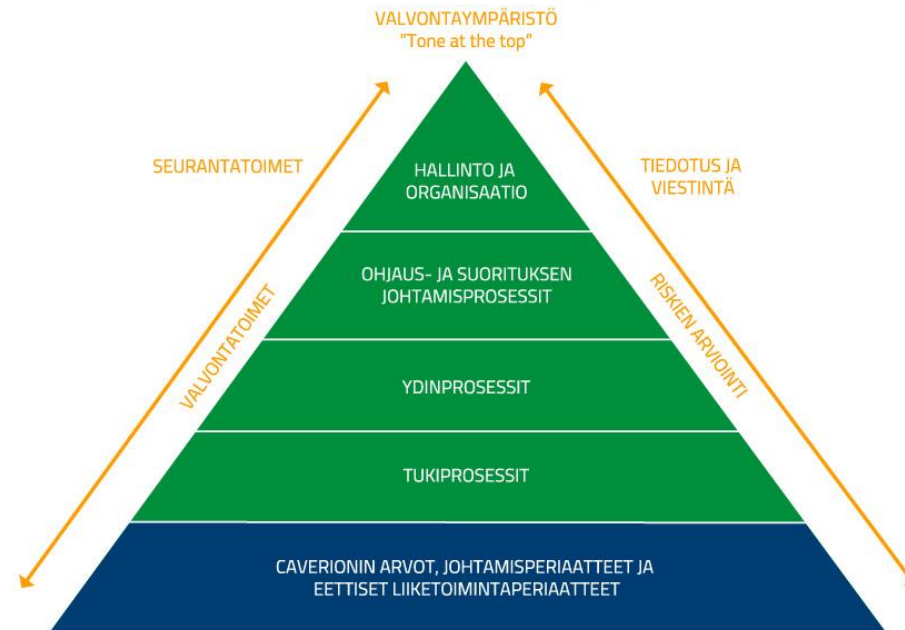 VALVONTAYMPÄRISTÖ
"Tone at the top"
SEURANTATOIMET
TIEDOTUS JA
VIESTINTÄ
HALLINTO JA
ORGANISAATIO
VALVONTATOIMET
RISKIEN ARVIOINTI
OHJAUS- JA SUORITUKSEN
JOHTAMISPROSESSIT
YDINPROSESSIT
TUKIPROSESSIT
CAVERIONIN ARVOT, JOHTAMISPERIAATTEET JA
EETTISET LIIKETOIMINTAPERIAATTEET